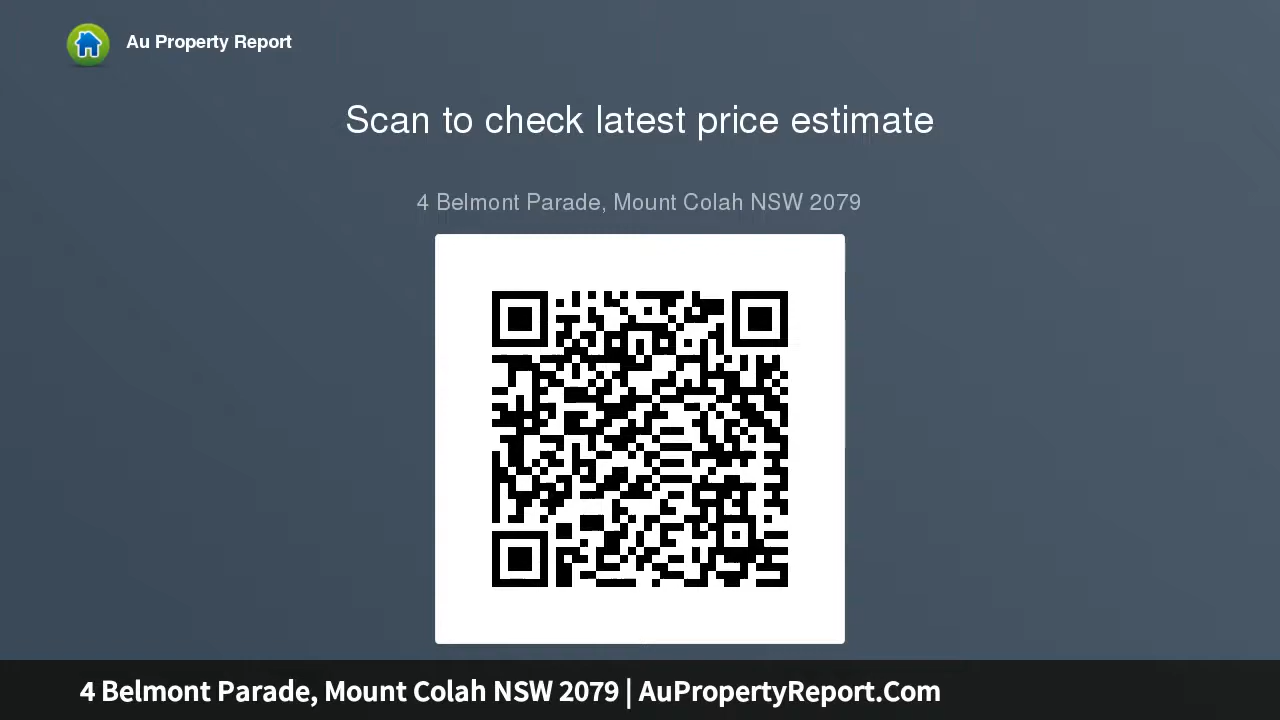 Au Property Report
Scan to check latest price estimate
4 Belmont Parade, Mount Colah NSW 2079
4 Belmont Parade, Mount Colah NSW 2079 | AuPropertyReport.Com